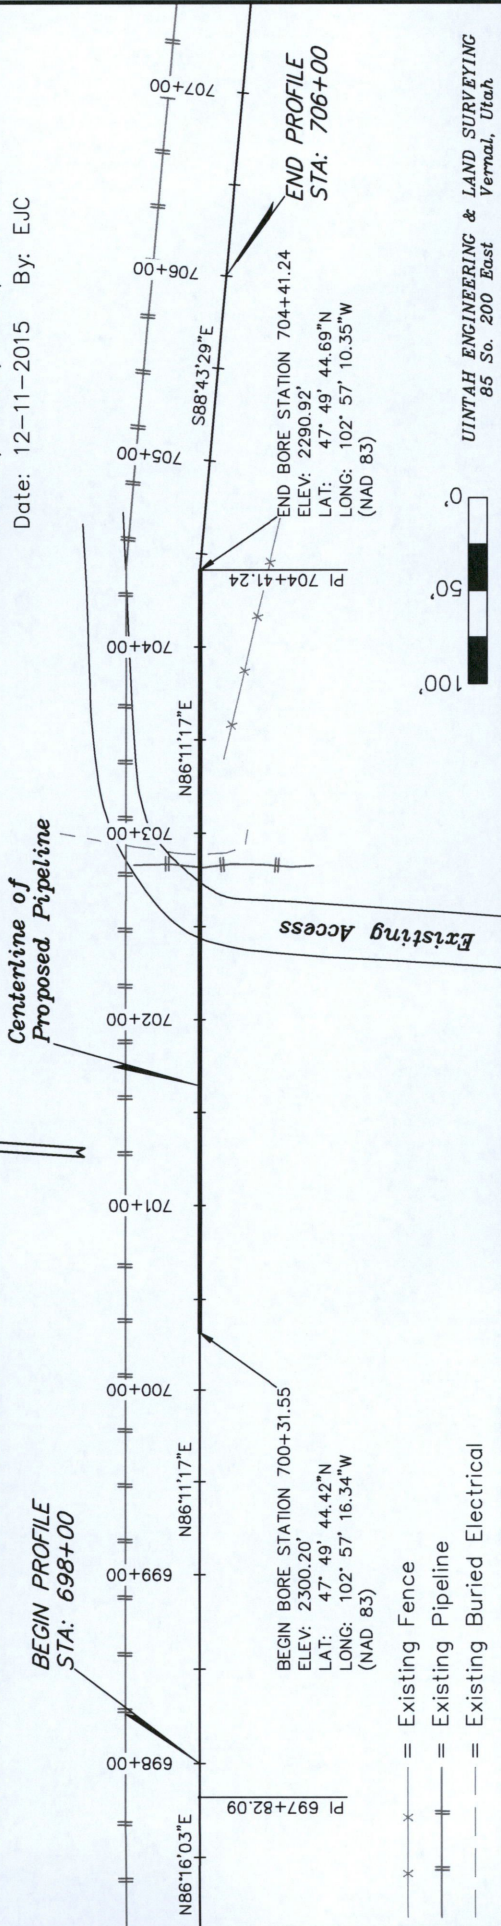 Date: 12-11-2015 By: EJC
Centerline of
Proposed Pipeline
BEGIN PROFILE
STA: 698+00
END PROFILE
STA: 706+00
698+00
699+00
700+00
701+00
702+00
703+00
704+00
705+00
706+00
707+00
N86°16'03"E
N86°11'17"E
N86°11'17"E
S88°43'29"E
PI 697+82.09
PI 704+41.24
BEGIN BORE STATION 700+31.55
ELEV: 2300.20'
LAT: 47° 49' 44.42"N
LONG: 102° 57' 16.34"W
(NAD 83)
END BORE STATION 704+41.24
ELEV: 2290.92'
LAT: 47° 49' 44.69"N
LONG: 102° 57' 10.35"W
(NAD 83)
Existing Access
= Existing Fence
= Existing Pipeline
= Existing Buried Electrical
100' 50' 0'
UINTAH ENGINEERING & LAND SURVEYING
85 So. 200 East Vernal, Utah